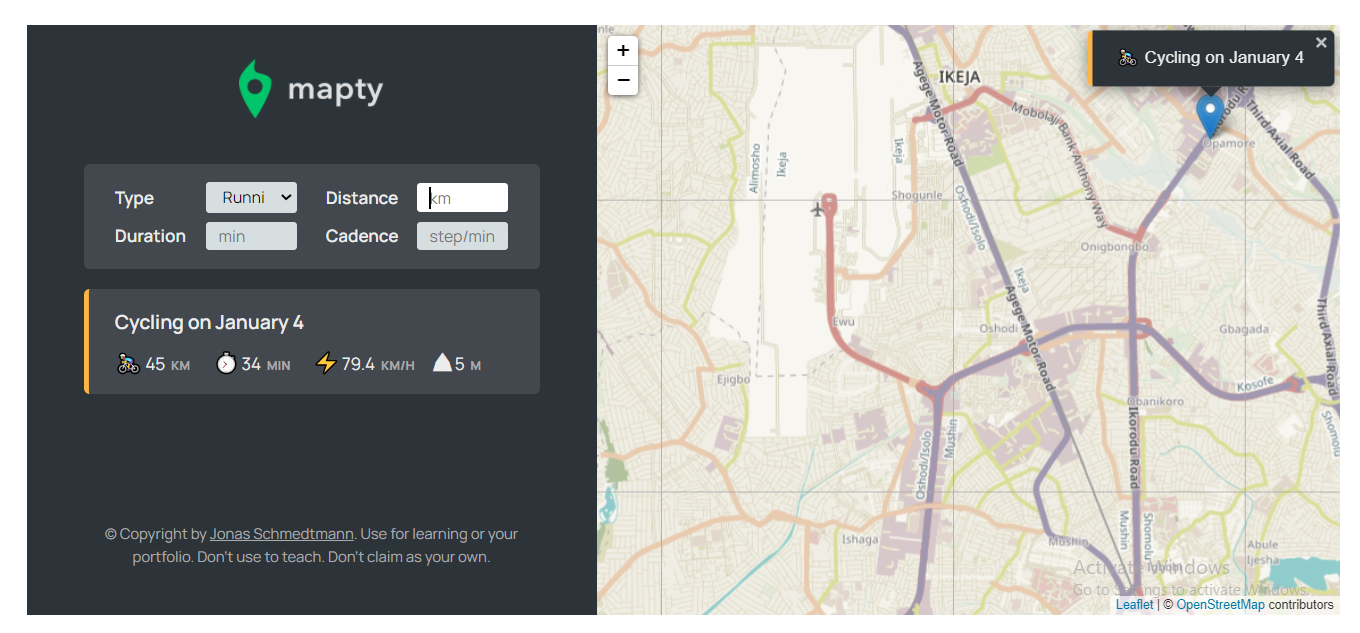 mapty
Type Runni Distance km
Duration min Cadence step/min
Cycling on January 4
45 KM 34 MIN 79.4 KM/H 5 M
© Copyright by Jonas Schmedtmann. Use for learning or your
portfolio. Don't use to teach. Don't claim as your own.
+
−
Cycling on January 4
×
IKEJA
Agege Motor Road
Mobolaji Bank Anthony Way
Third Axial Road
Opamore
Alimosho
Ikeja
Ikeja
Shogunle
Oshodi/Isolo
Onigbongbo
Ikeja
Agege Motor Road
Ewu
Oshodi
Gbagada
Third Axial Road
Ejigbo
Kosofe
Obanikoro
Ikorodu Road
Shomolu
Oshodi/Isolo
Mushin
Ishaga
Mushin
Mushin
Shomolu
Abule
Ijesha
Activate Windows
Go to Settings to activate Windows.
Leaflet | © OpenStreetMap contributors